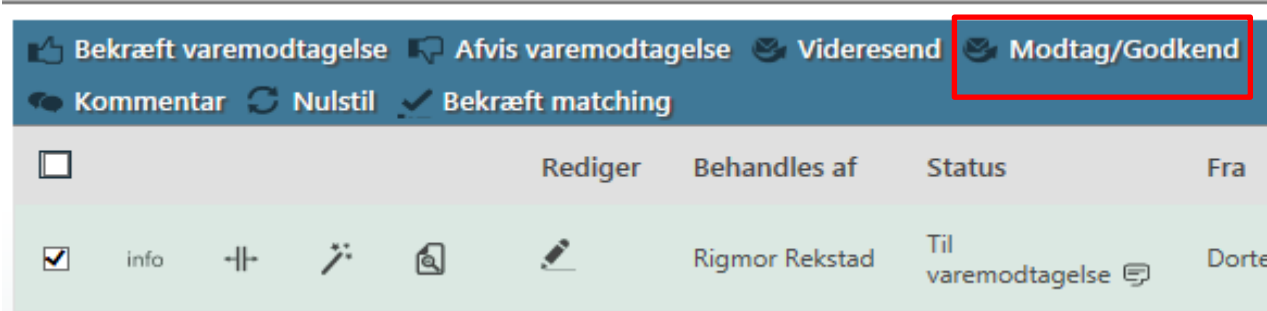 Bekræft varemodtagelse Afvis varemodtagelse Videresend Modtag/Godkend
Kommentar Nulstil Bekræft matching
Rediger Behandles af Status Fra
info Rigmor Rekstad Til varemodtagelse Dorte